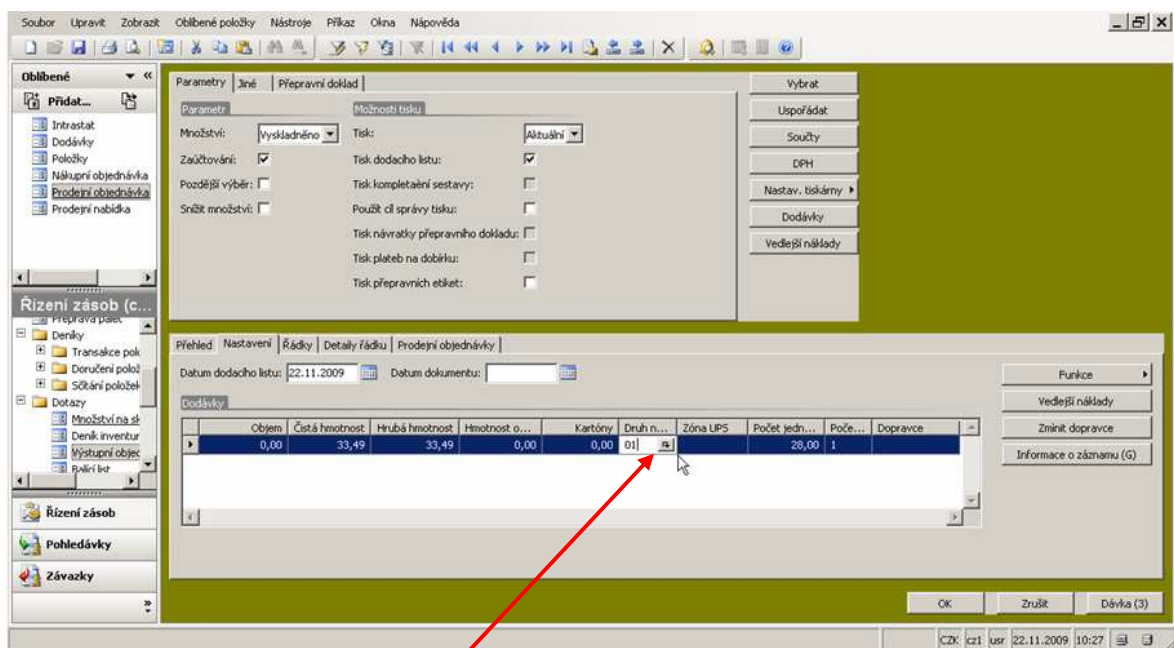 Soubor Upravit Zobrazit Oblíbené položky Nástroje Příkaz Okna Nápověda
Oblíbené
Přidat...
Intrastat
Dodávky
Položky
Nákupní objednávka
Prodejní objednávka
Prodejní nabídka
Řízení zásob (c...
Přeprava palet
Deníky
Transakce polo
Doručení polož
Sčítání položek
Dotazy
Množství na sk
Deník inventur
Výstupní objec
Balicí list
Řízení zásob
Pohledávky
Závazky
Parametry Jiné Přepravní doklad
Parametr
Množství: Vyskladněno
Zaúčtování:
Pozdější výběr:
Snížit množství:
Možnosti tisku
Tisk: Aktuální
Tisk dodacího listu:
Tisk kompletační sestavy:
Použít cíl správy tisku:
Tisk návratky přepravního dokladu:
Tisk plateb na dobírku:
Tisk přepravních etiket:
Vybrat
Uspořádat
Součty
DPH
Nastav. tiskárny
Dodávky
Vedlejší náklady
Přehled Nastavení Řádky Detaily řádku Prodejní objednávky
Datum dodacího listu: 22.11.2009 Datum dokumentu:
Dodávky
Objem Čistá hmotnost Hrubá hmotnost Hmotnost o... Kartóny Druh n... Zóna UPS Počet jedn... Poče... Dopravce
0,00 33,49 33,49 0,00 0,00 01 28,00 1
Funkce
Vedlejší náklady
Změnit dopravce
Informace o záznamu (G)
OK Zrušit Dávka (3)
CZK cz1 usr 22.11.2009 10:27